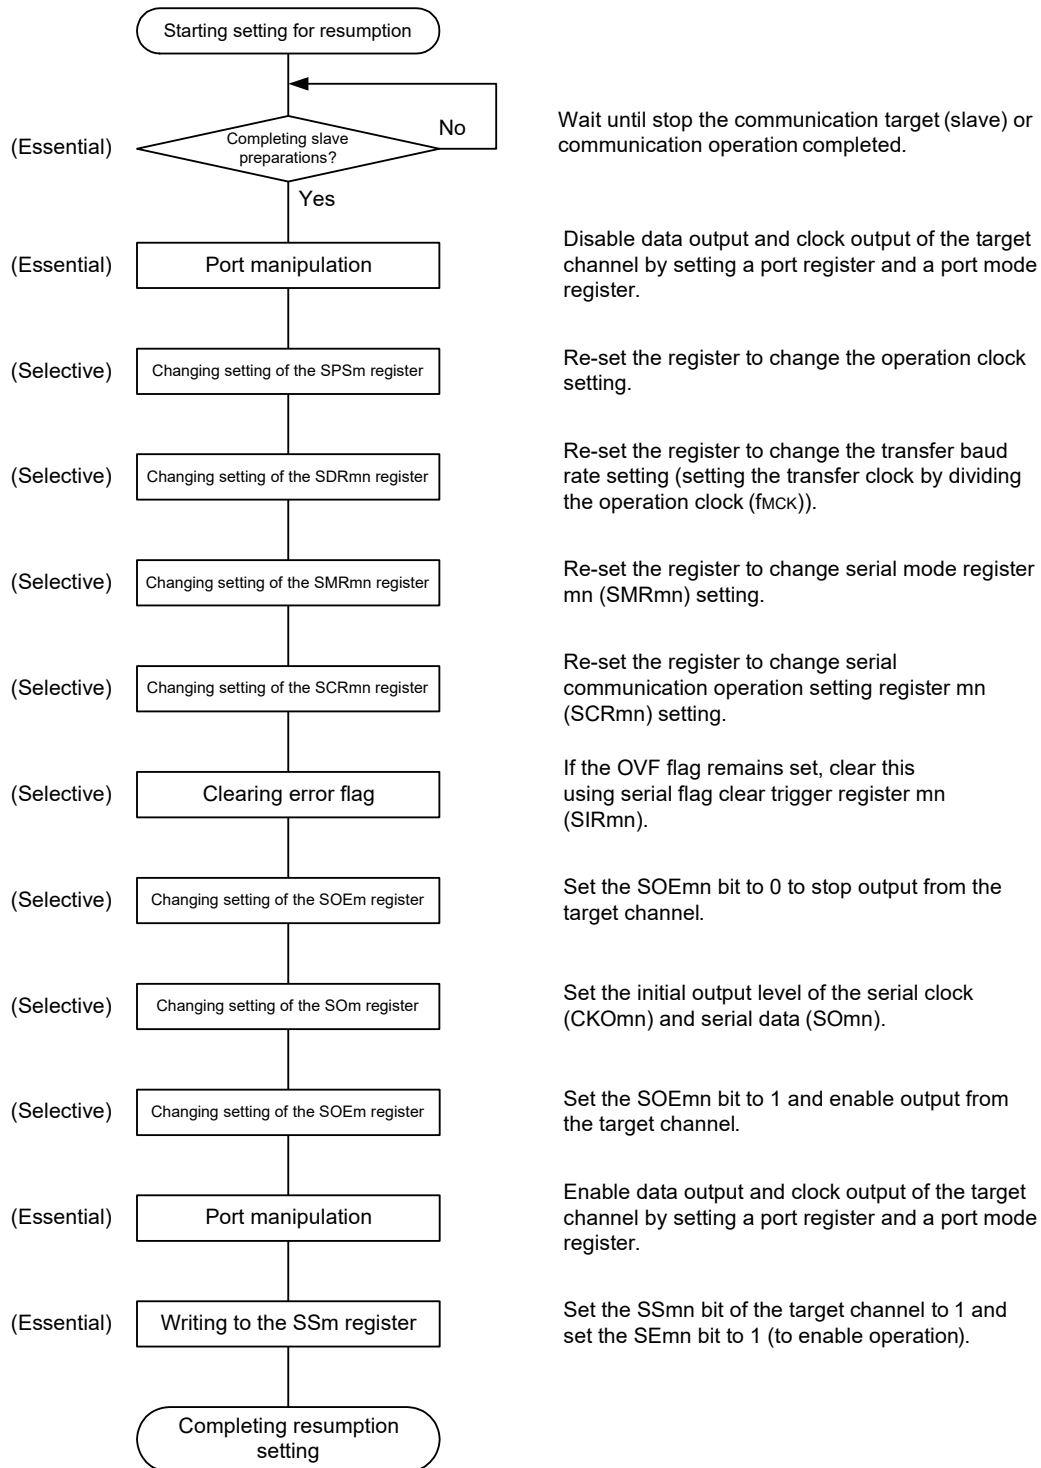 Starting setting for resumption
(Essential)
Completing slave
preparations?
No
Yes
Wait until stop the communication target (slave) or
communication operation completed.
(Essential)
Port manipulation
Disable data output and clock output of the target
channel by setting a port register and a port mode
register.
(Selective)
Changing setting of the SPSm register
Re-set the register to change the operation clock
setting.
(Selective)
Changing setting of the SDRmn register
Re-set the register to change the transfer baud
rate setting (setting the transfer clock by dividing
the operation clock (fMCK)).
(Selective)
Changing setting of the SMRmn register
Re-set the register to change serial mode register
mn (SMRmn) setting.
(Selective)
Changing setting of the SCRmn register
Re-set the register to change serial
communication operation setting register mn
(SCRmn) setting.
(Selective)
Clearing error flag
If the OVF flag remains set, clear this
using serial flag clear trigger register mn
(SIRmn).
(Selective)
Changing setting of the SOEm register
Set the SOEmn bit to 0 to stop output from the
target channel.
(Selective)
Changing setting of the SOm register
Set the initial output level of the serial clock
(CKOmn) and serial data (SOmn).
(Selective)
Changing setting of the SOEm register
Set the SOEmn bit to 1 and enable output from
the target channel.
(Essential)
Port manipulation
Enable data output and clock output of the target
channel by setting a port register and a port mode
register.
(Essential)
Writing to the SSm register
Set the SSmn bit of the target channel to 1 and
set the SEmn bit to 1 (to enable operation).
Completing resumption
setting